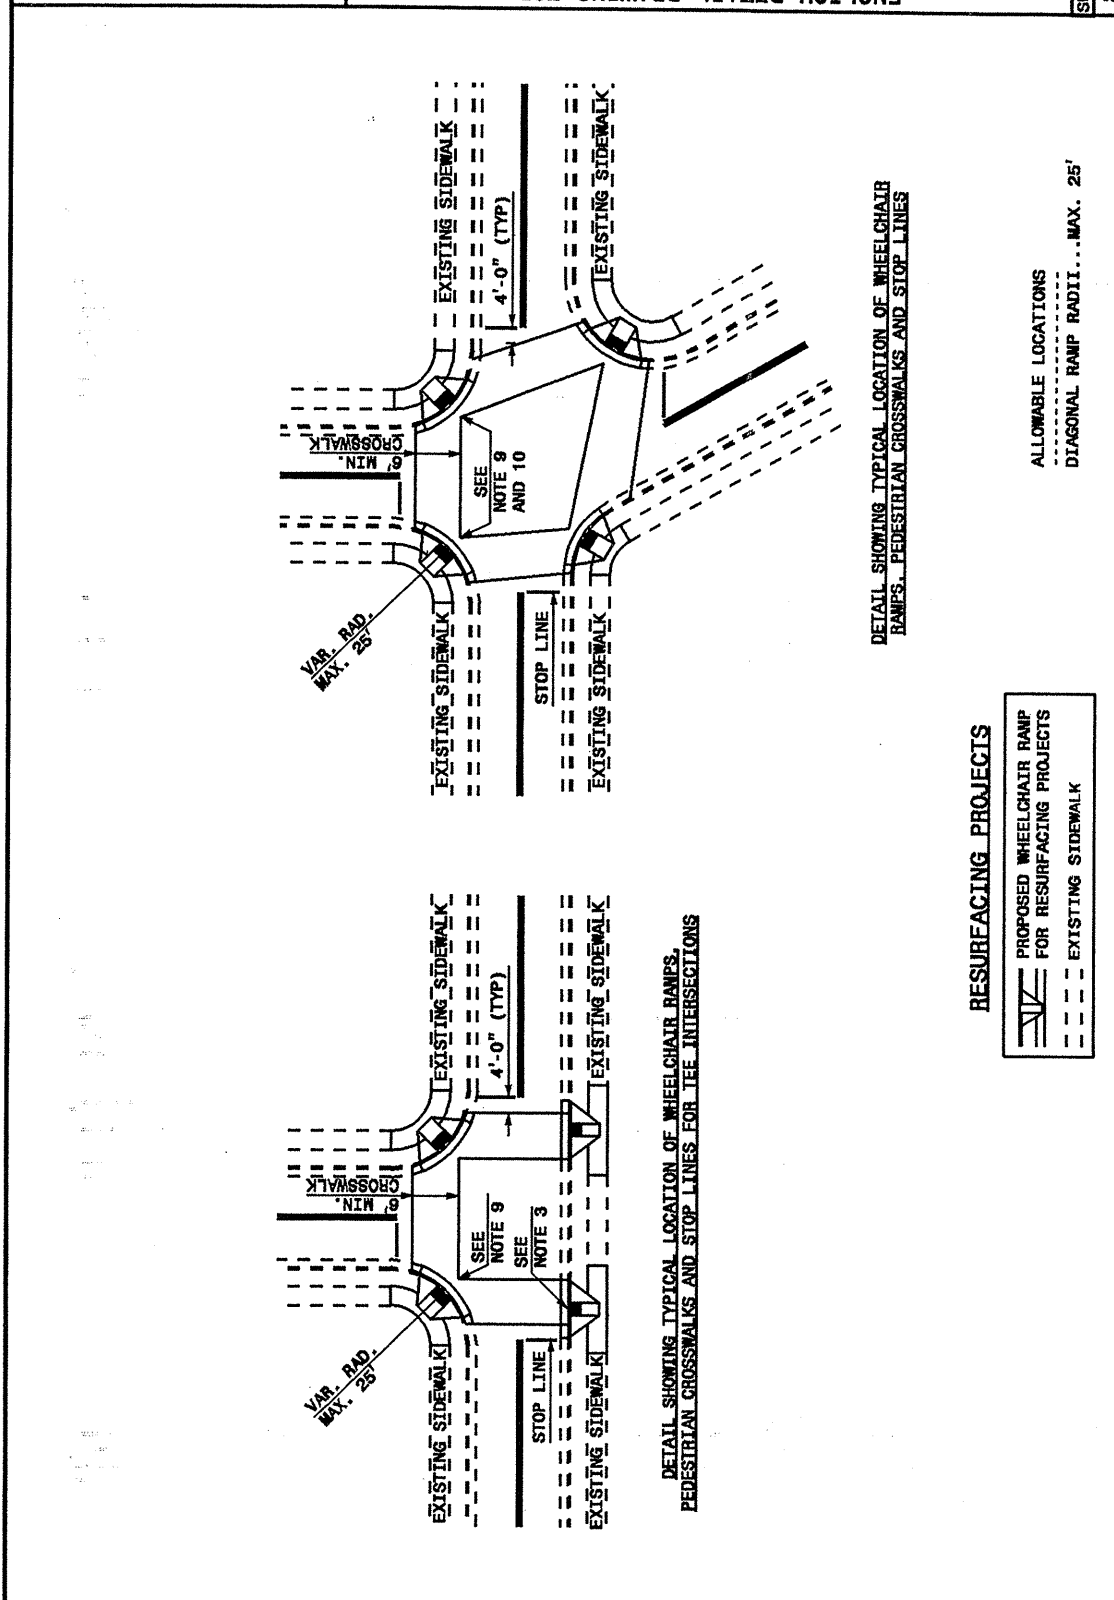 VAR. RAD.
MAX. 25'
6' MIN.
CROSSWALK
EXISTING SIDEWALK
EXISTING SIDEWALK
4'-0" (TYP)
SEE
NOTE 9
SEE
NOTE 3
STOP LINE
EXISTING SIDEWALK
EXISTING SIDEWALK
DETAIL SHOWING TYPICAL LOCATION OF WHEELCHAIR RAMPS,
PEDESTRIAN CROSSWALKS AND STOP LINES FOR TEE INTERSECTIONS
VAR. RAD.
MAX. 25'
6' MIN.
CROSSWALK
EXISTING SIDEWALK
EXISTING SIDEWALK
4'-0" (TYP)
SEE
NOTE 9
AND 10
STOP LINE
EXISTING SIDEWALK
EXISTING SIDEWALK
DETAIL SHOWING TYPICAL LOCATION OF WHEELCHAIR
RAMPS, PEDESTRIAN CROSSWALKS AND STOP LINES
RESURFACING PROJECTS
PROPOSED WHEELCHAIR RAMP
FOR RESURFACING PROJECTS
EXISTING SIDEWALK
ALLOWABLE LOCATIONS
DIAGONAL RAMP RADII...MAX. 25'